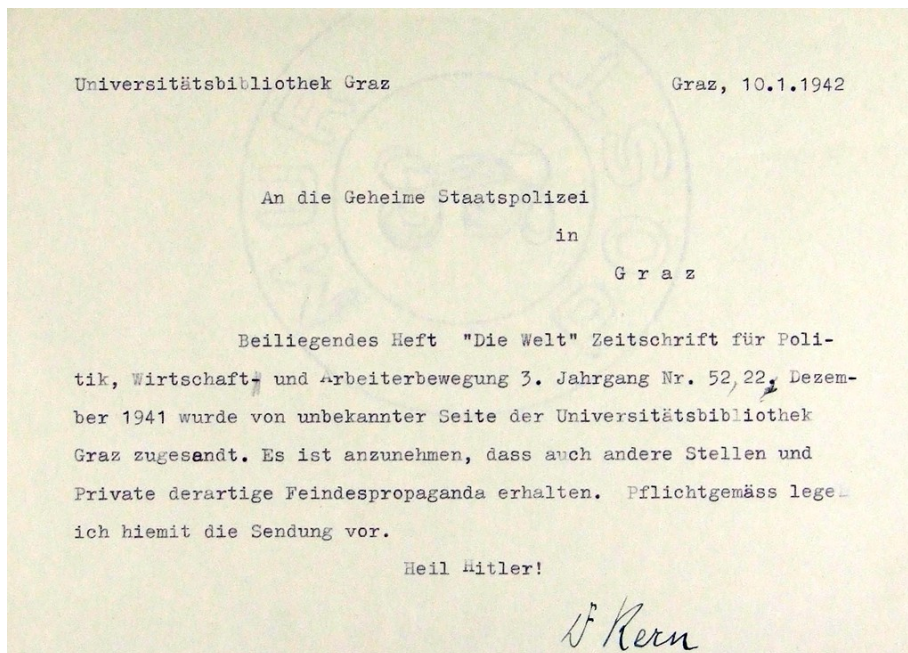 Universitätsbibliothek Graz Graz, 10.1.1942
An die Geheime Staatspolizei
in
G r a z
Beiliegendes Heft "Die Welt" Zeitschrift für Poli-
tik, Wirtschaft und Arbeiterbewegung 3. Jahrgang Nr. 52,22. Dezem-
ber 1941 wurde von unbekannter Seite der Universitätsbibliothek
Graz zugesandt. Es ist anzunehmen, dass auch andere Stellen und
Private derartige Feindespropaganda erhalten. Pflichtgemäss lege
ich hiemit die Sendung vor.
Heil Hitler!
Dr Kern